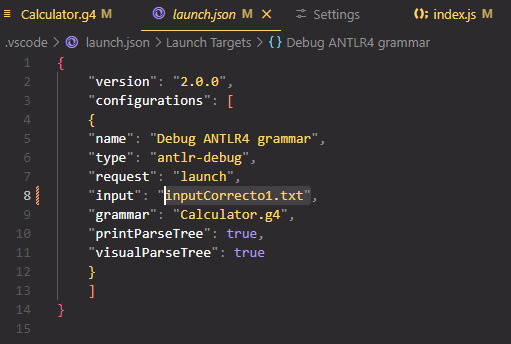 Calculator.g4 launch.json X Settings index.js
.vscode > launch.json > Launch Targets > {} Debug ANTLR4 grammar
1 {
2 "version": "2.0.0",
3 "configurations": [
4 {
5 "name": "Debug ANTLR4 grammar",
6 "type": "antlr-debug",
7 "request": "launch",
8 "input": "inputCorrecto1.txt",
9 "grammar": "Calculator.g4",
10 "printParseTree": true,
11 "visualParseTree": true
12 }
13 ]
14 }
15